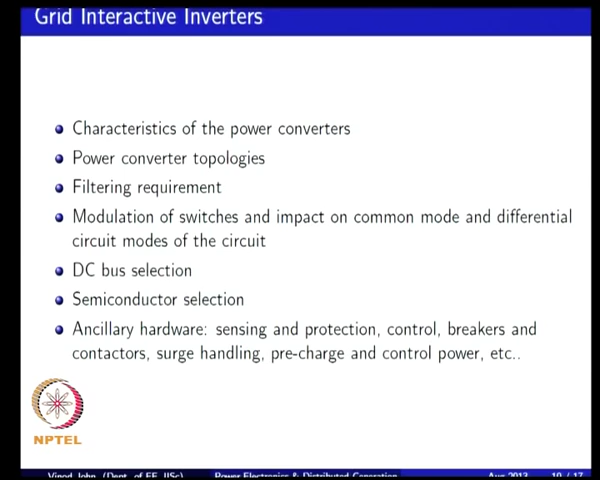 Grid Interactive Inverters
Characteristics of the power converters
Power converter topologies
Filtering requirement
Modulation of switches and impact on common mode and differential
circuit modes of the circuit
DC bus selection
Semiconductor selection
Ancillary hardware: sensing and protection, control, breakers and
contactors, surge handling, pre-charge and control power, etc..
NPTEL
Vinod John (Dept. of EE, IISc) Power Electronics & Distributed Generation Aug 2013 10 / 17